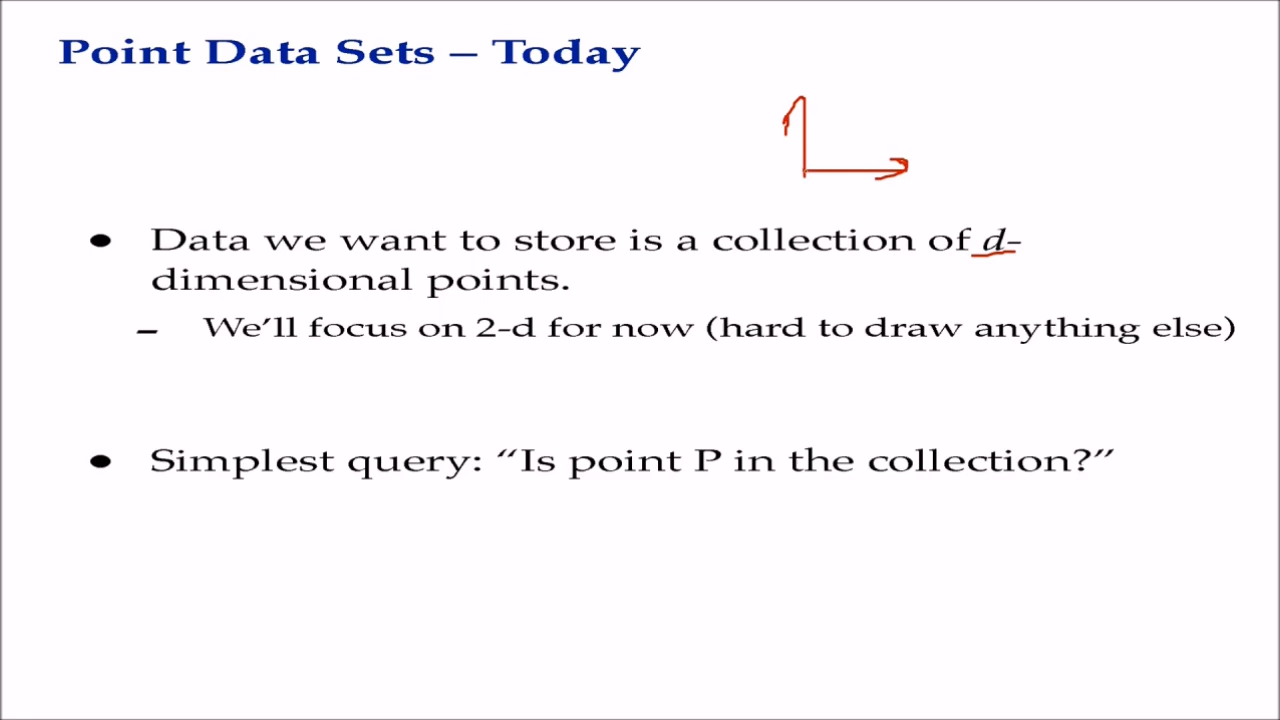 Point Data Sets – Today
● Data we want to store is a collection of d-
dimensional points.
– We’ll focus on 2-d for now (hard to draw anything else)
● Simplest query: “Is point P in the collection?”